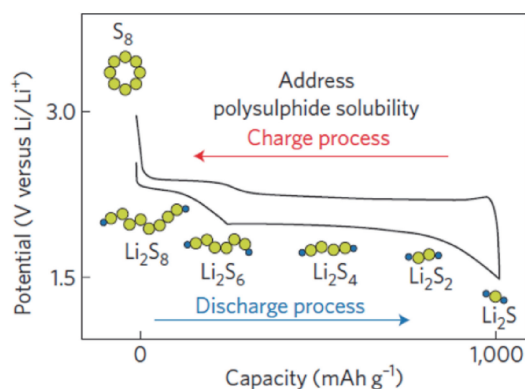 S8
Address
polysulphide solubility
Charge process
3.0
Potential (V versus Li/Li+)
Li2S8
Li2S6
Li2S4
Li2S2
Li2S
1.5
Discharge process
0
1,000
Capacity (mAh g−1)